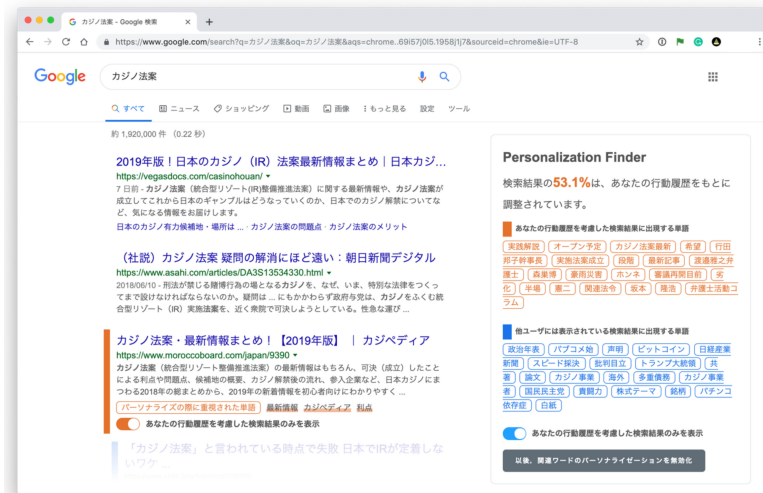 カジノ法案 - Google 検索
https://www.google.com/search?q=カジノ法案&oq=カジノ法案&aqs=chrome..69i57j0l5.1958j1j7&sourceid=chrome&ie=UTF-8
Google
カジノ法案
すべて ニュース ショッピング 動画 画像 もっと見る 設定 ツール
約 1,920,000 件 (0.22 秒)
2019年版!日本のカジノ(IR)法案最新情報まとめ | 日本カジ...
https://vegasdocs.com/casinohouan/
7 日前 - カジノ法案(統合型リゾート(IR)整備推進法案)に関する最新情報や、カジノ法案が
成立してこれから日本のギャンブルはどうなっていくのか、日本でのカジノ解禁についてな
ど、気になる情報をお届けします。
日本のカジノ有力候補地・場所は ... · カジノ法案の問題点 · カジノ法案のメリット
(社説)カジノ法案 疑問の解消にほど遠い:朝日新聞デジタル
https://www.asahi.com/articles/DA3S13534330.html
2018/06/10 - 刑法が禁じる賭博行為の場となるカジノを、なぜ、いま、特別な法律をつくっ
てまで設けなければならないのか。疑問は ... にもかかわらず政府与党は、カジノをふくむ統
合型リゾート(IR)実施法案を、近く衆院で可決しようとしている。性急な運び ...
カジノ法案・最新情報まとめ!【2019年版】 | カジペディア
https://www.moroccoboard.com/japan/9390
カジノ法案(統合型リゾート整備推進法案)の最新情報はもちろん、可決(成立)したこと
による利点や問題点、候補地の概要、カジノ解禁後の流れ、参入企業など、日本カジノにま
つわる2018年の総まとめから、2019年の新着情報を初心者向けにわかりやすく ...
パーソナライズの際に重視された単語 最新情報 カジペディア 利点
あなたの行動履歴を考慮した検索結果のみを表示
「カジノ法案」と言われている時点で失敗 日本でIRが定着しな
いワケ ...
Personalization Finder
検索結果の53.1%は、あなたの行動履歴をもとに
調整されています。
あなたの行動履歴を考慮した検索結果に出現する単語
実践解説 オープン予定 カジノ法案最新 希望 行田
邦子幹事長 実施法案成立 段階 最新記事 渡邉雅之弁
護士 森巣博 豪雨災害 ホンネ 審議再開目前 劣
化 半場 憲二 関連法令 坂本 隆浩 弁護士活動コ
ラム
他ユーザには表示されている検索結果に出現する単語
政治年表 パブコメ始 声明 ビットコイン 日経産業
新聞 スピード採決 批判目立 トランプ大統領 共
著 論文 カジノ事業 海外 多重債務 カジノ事業
者 国民民主党 貴闘力 株式テーマ 銘柄 パチンコ
依存症 白紙
あなたの行動履歴を考慮した検索結果のみを表示
以後、関連ワードのパーソナライゼーションを無効化